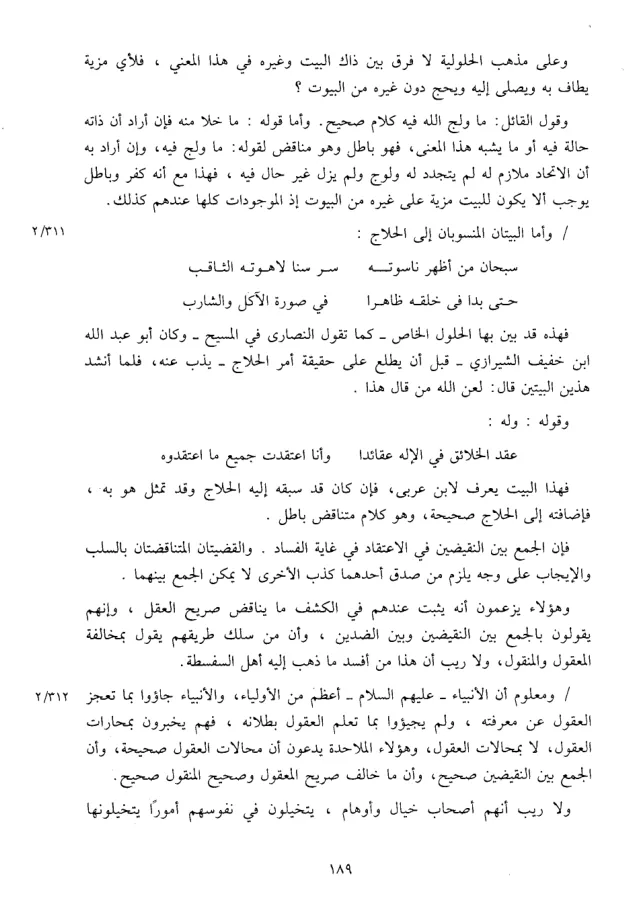 وعلى مذهب الحلولية لا فرق بين ذاك البيت وغيره في هذا المعني ، فلأي مزية
يطاف به ويصلى إليه ويحج دون غيره من البيوت ؟
وقول القائل: ما ولج الله فيه كلام صحيح. وأما قوله : ما خلا منه فإن أراد أن ذاته
حالة فيه أو ما يشبه هذا المعنى، فهو باطل وهو مناقض لقوله: ما ولج فيه، وإن أراد به
أن الاتحاد ملازم له لم يتجدد له ولوج ولم يزل غير حال فيه ، فهذا مع أنه كفر وباطل
يوجب ألا يكون للبيت مزية على غيره من البيوت إذ الموجودات كلها عندهم كذلك.
/ وأما البيتان المنسوبان إلى الحلاج : ٢/٣١١
سبحان من أظهر ناسوتـــه سـر سنا لاهـوتـه الثـاقـب
حـتـى بدا فى خلقـه ظاهـرا في صورة الآكل والشارب
فهذه قد بين بها الحلول الخاص ــ كما تقول النصارى في المسيح ــ وكان أبو عبد الله
ابن خفيف الشيرازي ــ قبل أن يطلع على حقيقة أمر الحلاج ــ يذب عنه، فلما أنشد
هذين البيتين قال: لعن الله من قال هذا .
وقوله : وله :
عقد الخلائق في الإله عقائدا وأنا اعتقدت جميع ما اعتقدوه
فهذا البيت يعرف لابن عربى، فإن كان قد سبقه إليه الحلاج وقد تمثل هو به ،
فإضافته إلى الحلاج صحيحة، وهو كلام متناقض باطل .
فإن الجمع بين النقيضين في الاعتقاد في غاية الفساد . والقضيتان المتناقضتان بالسلب
والإيجاب على وجه يلزم من صدق أحدهما كذب الأخرى لا يمكن الجمع بينهما .
وهؤلاء يزعمون أنه يثبت عندهم في الكشف ما يناقض صريح العقل ، وإنهم
يقولون بالجمع بين النقيضين وبين الضدين ، وأن من سلك طريقهم يقول بمخالفة
المعقول والمنقول، ولا ريب أن هذا من أفسد ما ذهب إليه أهل السفسطة.
/ ومعلوم أن الأنبياء ــ عليهم السلام ــ أعظم من الأولياء، والأنبياء جاؤوا بما تعجز ٢/٣١٢
العقول عن معرفته ، ولم يجيؤوا بما تعلم العقول بطلانه ، فهم يخبرون بمحارات
العقول، لا بمحالات العقول، وهؤلاء الملاحدة يدعون أن محالات العقول صحيحة، وأن
الجمع بين النقيضين صحيح، وأن ما خالف صريح المعقول وصحيح المنقول صحيح.
ولا ريب أنهم أصحاب خيال وأوهام ، يتخيلون في نفوسهم أمورًا يتخيلونها
١٨٩